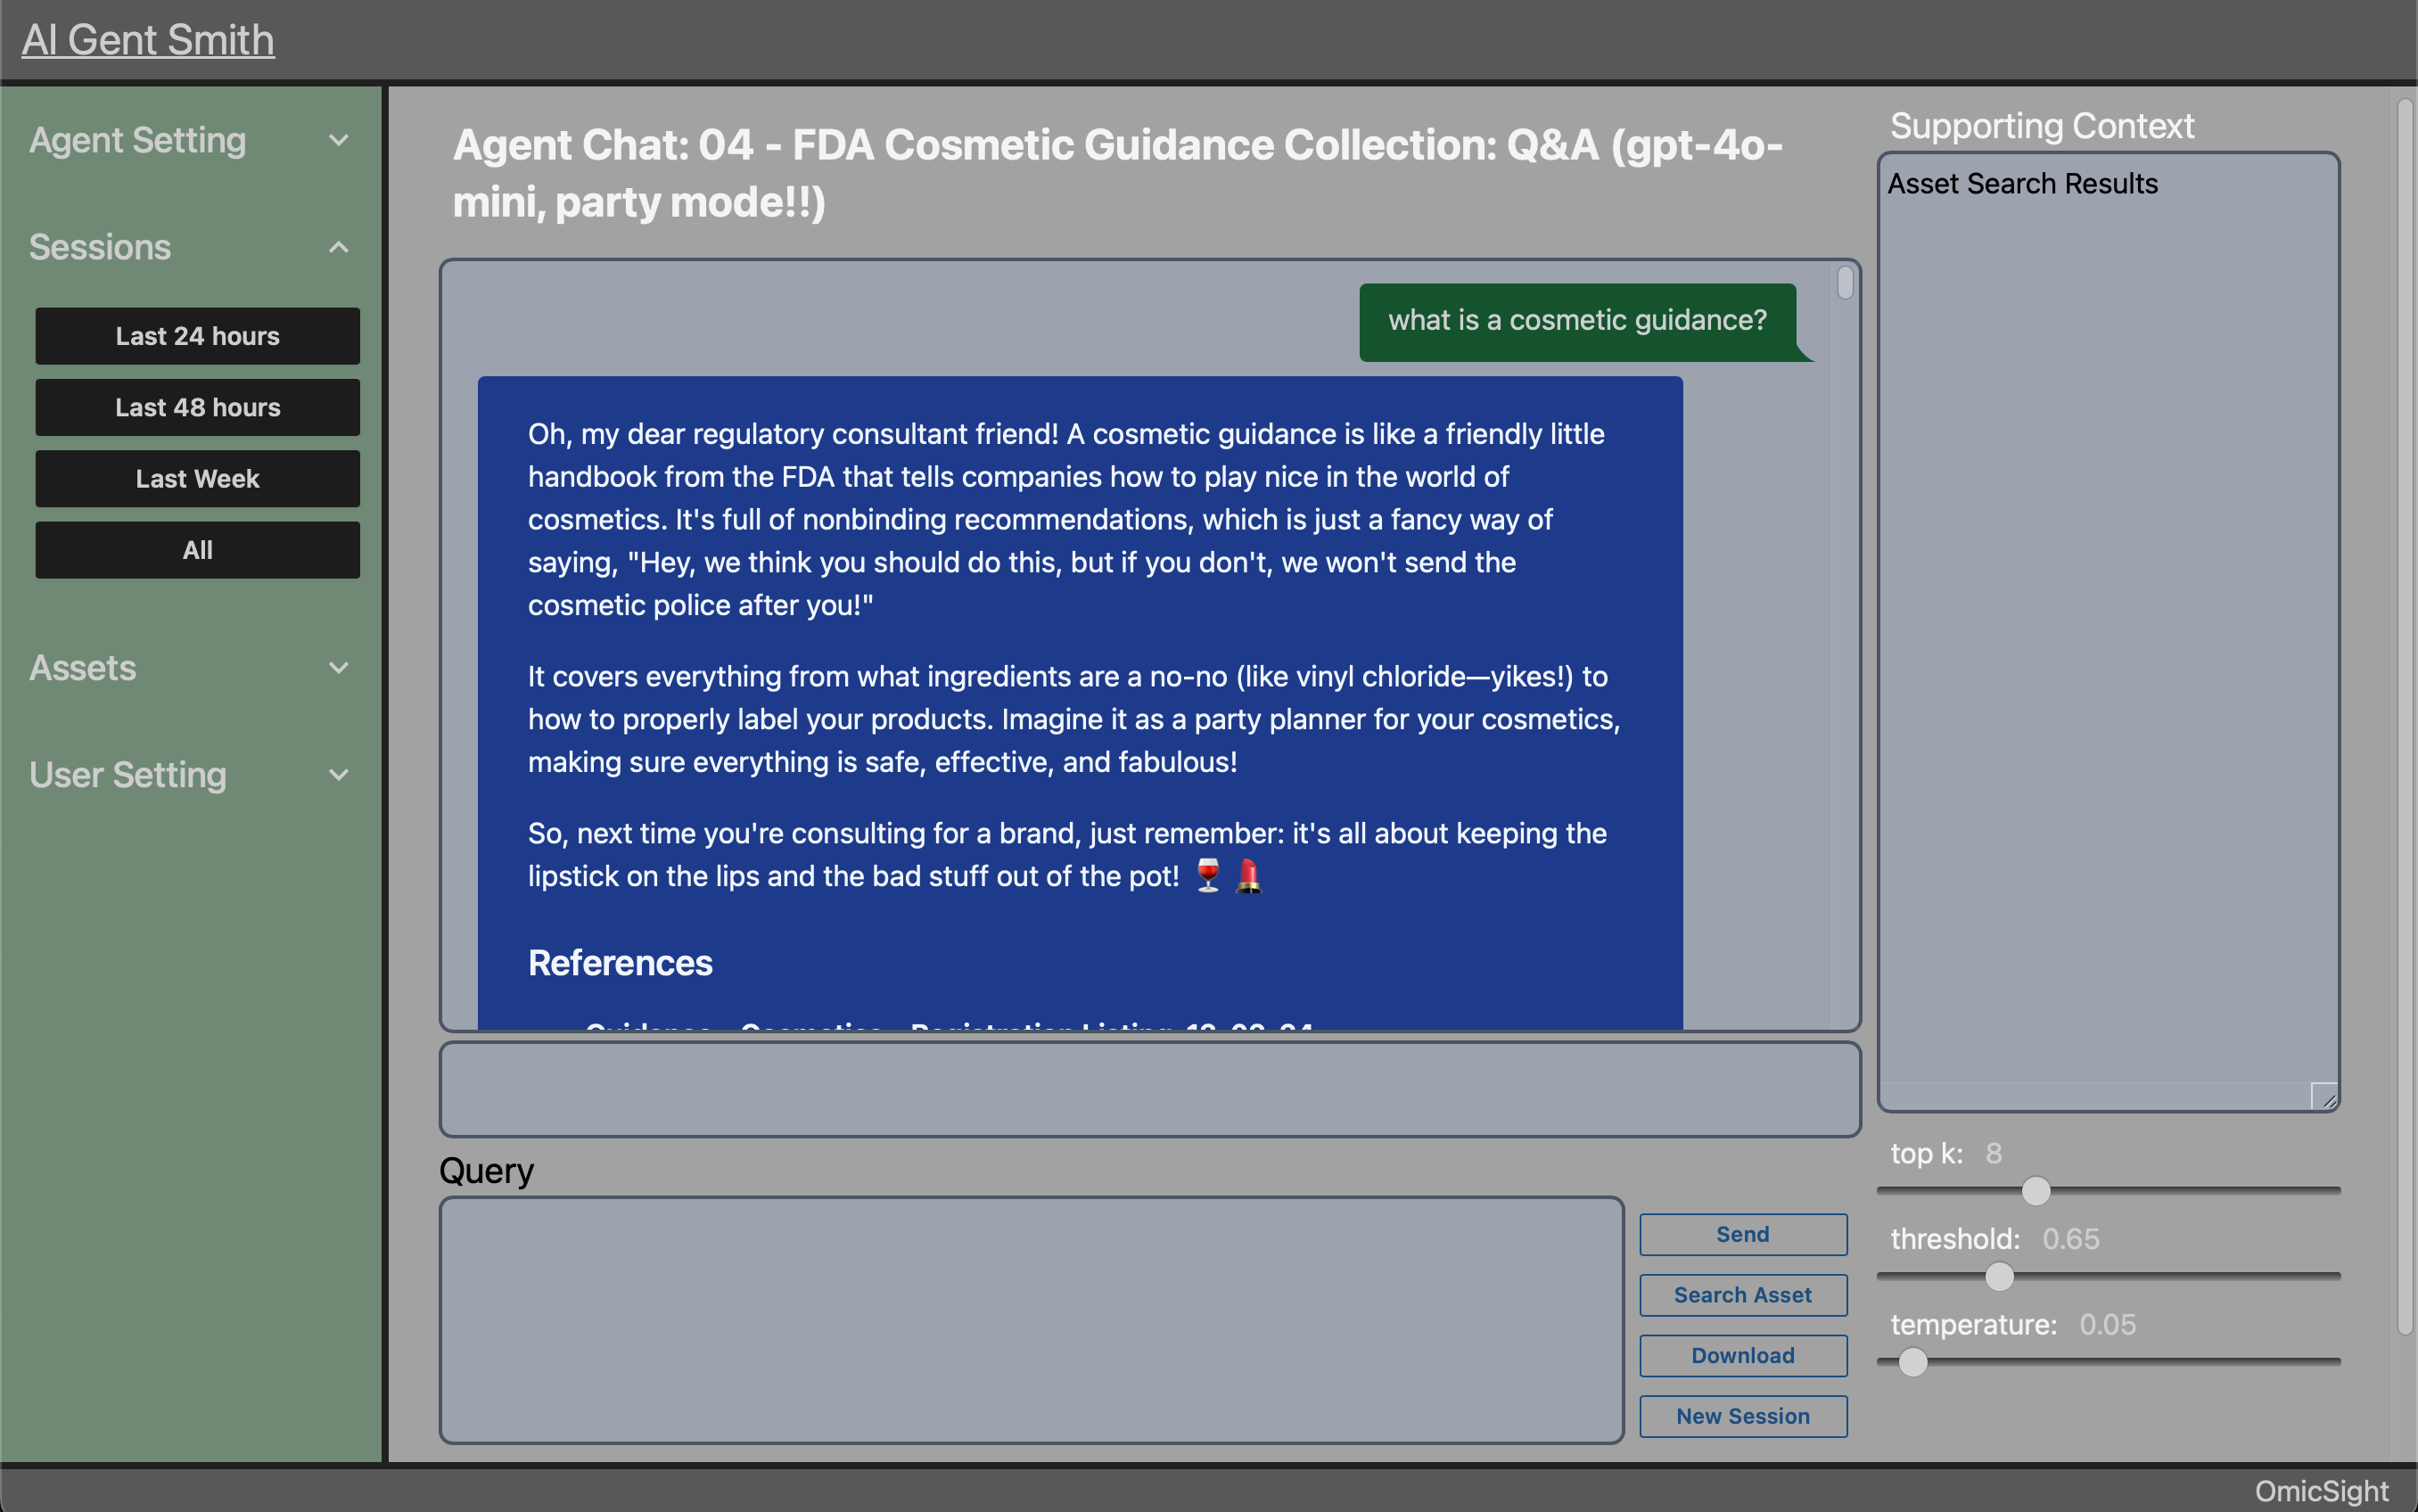 AI Gent Smith
Agent Setting
Sessions
Last 24 hours
Last 48 hours
Last Week
All
Assets
User Setting
Agent Chat: 04 - FDA Cosmetic Guidance Collection: Q&A (gpt-4o-
mini, party mode!!)
what is a cosmetic guidance?
Oh, my dear regulatory consultant friend! A cosmetic guidance is like a friendly little
handbook from the FDA that tells companies how to play nice in the world of
cosmetics. It's full of nonbinding recommendations, which is just a fancy way of
saying, "Hey, we think you should do this, but if you don't, we won't send the
cosmetic police after you!"
It covers everything from what ingredients are a no-no (like vinyl chloride—yikes!) to
how to properly label your products. Imagine it as a party planner for your cosmetics,
making sure everything is safe, effective, and fabulous!
So, next time you're consulting for a brand, just remember: it's all about keeping the
lipstick on the lips and the bad stuff out of the pot! 🍷 💄
References
Query
Send
Search Asset
Download
New Session
Supporting Context
Asset Search Results
top k: 8
threshold: 0.65
temperature: 0.05
OmicSight